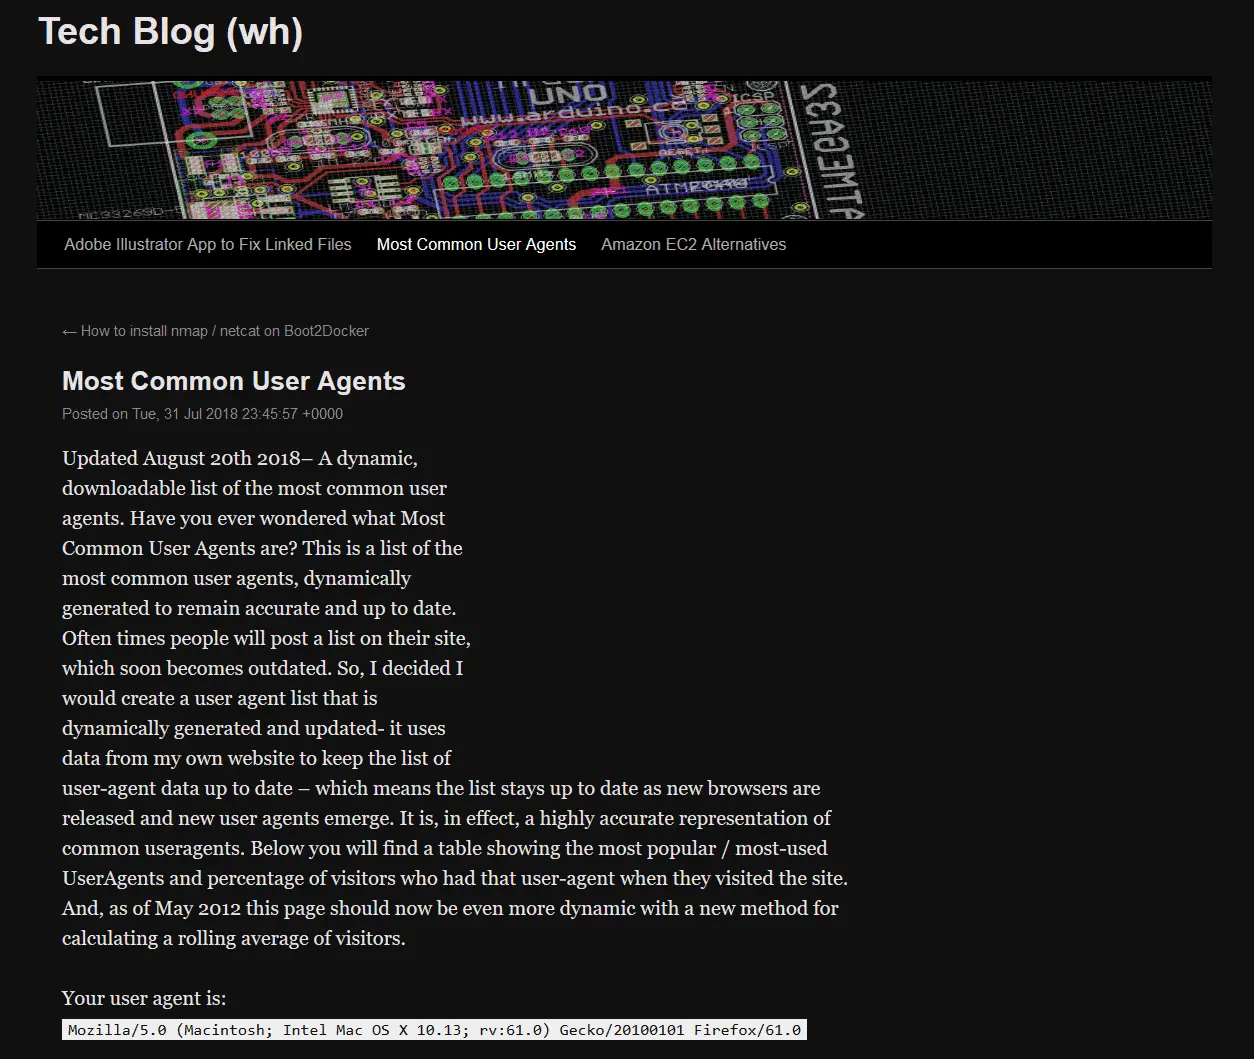 Tech Blog (wh)
UNO
www.arduino.cc
ICSP
RESET
MC33269D-
Adobe Illustrator App to Fix Linked Files Most Common User Agents Amazon EC2 Alternatives
← How to install nmap / netcat on Boot2Docker
Most Common User Agents
Posted on Tue, 31 Jul 2018 23:45:57 +0000
Updated August 20th 2018– A dynamic,
downloadable list of the most common user
agents. Have you ever wondered what Most
Common User Agents are? This is a list of the
most common user agents, dynamically
generated to remain accurate and up to date.
Often times people will post a list on their site,
which soon becomes outdated. So, I decided I
would create a user agent list that is
dynamically generated and updated- it uses
data from my own website to keep the list of
user-agent data up to date – which means the list stays up to date as new browsers are
released and new user agents emerge. It is, in effect, a highly accurate representation of
common useragents. Below you will find a table showing the most popular / most-used
UserAgents and percentage of visitors who had that user-agent when they visited the site.
And, as of May 2012 this page should now be even more dynamic with a new method for
calculating a rolling average of visitors.
Your user agent is:
Mozilla/5.0 (Macintosh; Intel Mac OS X 10.13; rv:61.0) Gecko/20100101 Firefox/61.0